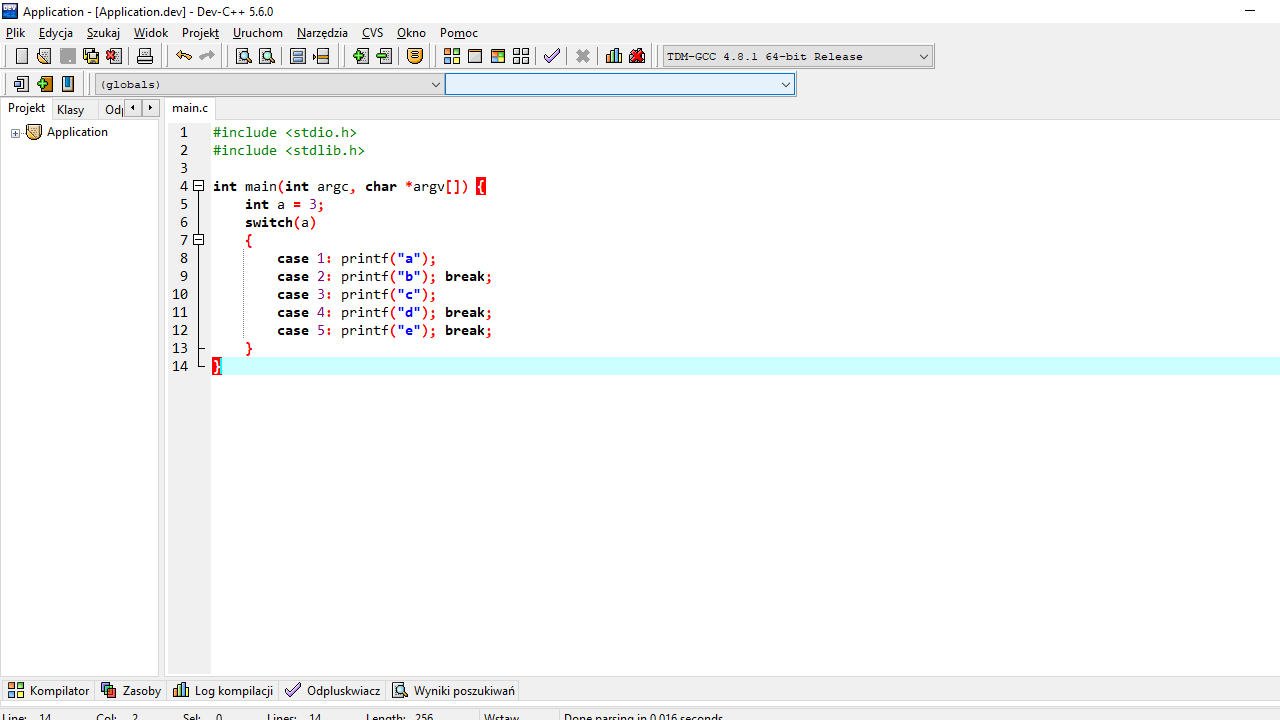 Application - [Application.dev] - Dev-C++ 5.6.0
Plik Edycja Szukaj Widok Projekt Uruchom Narzędzia CVS Okno Pomoc
TDM-GCC 4.8.1 64-bit Release
(globals)
Projekt Klasy Odp main.c
Application
1 #include <stdio.h>
2 #include <stdlib.h>
3
4 int main(int argc, char *argv[]) {
5 int a = 3;
6 switch(a)
7 {
8 case 1: printf("a");
9 case 2: printf("b"); break;
10 case 3: printf("c");
11 case 4: printf("d"); break;
12 case 5: printf("e"); break;
13 }
14 }
Kompilator Zasoby Log kompilacji Odpluskwiacz Wyniki poszukiwań
Line: 14 Col: 2 Sel: 0 Lines: 14 Length: 256 Wstaw Done parsing in 0,016 seconds